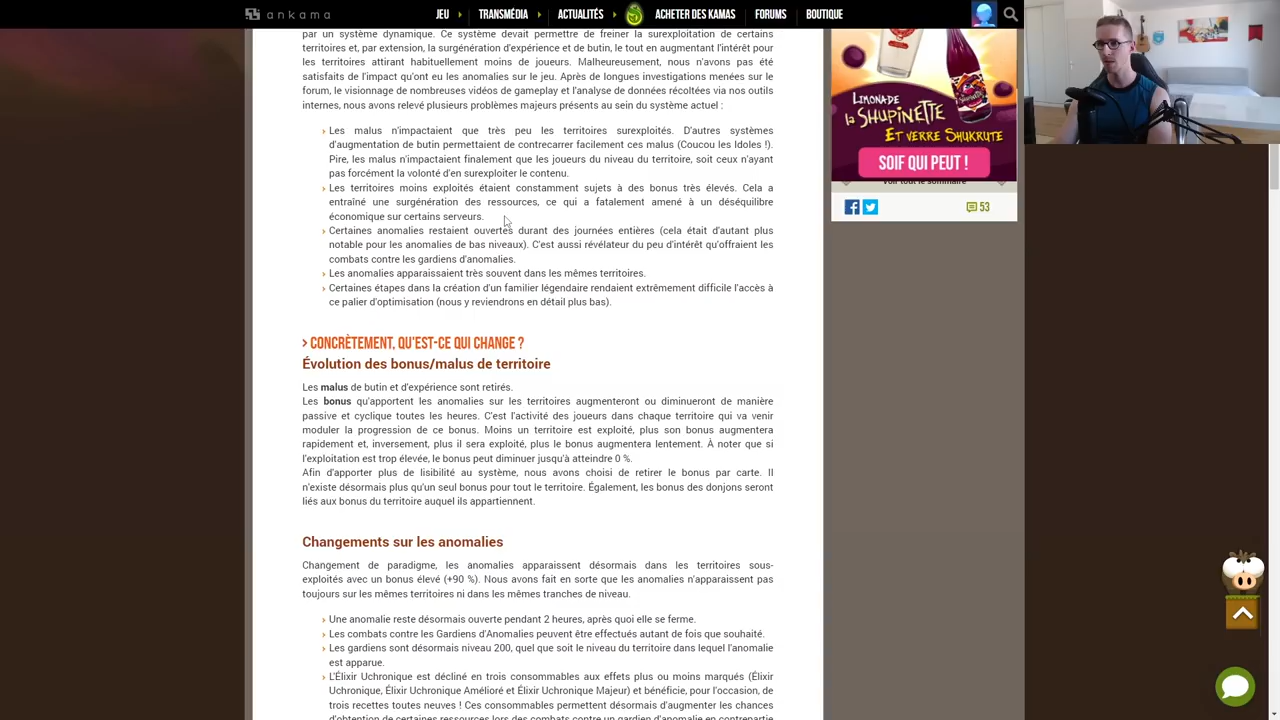 ankama
JEU
TRANSMÉDIA
ACTUALITÉS
ACHETER DES KAMAS
FORUMS
BOUTIQUE
par un système dynamique. Ce système devait permettre de freiner la surexploitation de certains
territoires et, par extension, la surgénération d'expérience et de butin, le tout en augmentant l'intérêt pour
les territoires attirant habituellement moins de joueurs. Malheureusement, nous n'avons pas été
satisfaits de l'impact qu'ont eu les anomalies sur le jeu. Après de longues investigations menées sur le
forum, le visionnage de nombreuses vidéos de gameplay et l'analyse de données récoltées via nos outils
internes, nous avons relevé plusieurs problèmes majeurs présents au sein du système actuel :
Les malus n'impactaient que très peu les territoires surexploités. D'autres systèmes
d'augmentation de butin permettaient de contrecarrer facilement ces malus (Coucou les Idoles !).
Pire, les malus n'impactaient finalement que les joueurs du niveau du territoire, soit ceux n'ayant
pas forcément la volonté d'en surexploiter le contenu.
Les territoires moins exploités étaient constamment sujets à des bonus très élevés. Cela a
entraîné une surgénération des ressources, ce qui a fatalement amené à un déséquilibre
économique sur certains serveurs.
Certaines anomalies restaient ouvertes durant des journées entières (cela était d'autant plus
notable pour les anomalies de bas niveaux). C'est aussi révélateur du peu d'intérêt qu'offraient les
combats contre les gardiens d'anomalies.
Les anomalies apparaissaient très souvent dans les mêmes territoires.
Certaines étapes dans la création d'un familier légendaire rendaient extrêmement difficile l'accès à
ce palier d'optimisation (nous y reviendrons en détail plus bas).
> CONCRÈTEMENT, QU'EST-CE QUI CHANGE ?
Évolution des bonus/malus de territoire
Les malus de butin et d'expérience sont retirés.
Les bonus qu'apportent les anomalies sur les territoires augmenteront ou diminueront de manière
passive et cyclique toutes les heures. C'est l'activité des joueurs dans chaque territoire qui va venir
moduler la progression de ce bonus. Moins un territoire est exploité, plus son bonus augmentera
rapidement et, inversement, plus il sera exploité, plus le bonus augmentera lentement. À noter que si
l'exploitation est trop élevée, le bonus peut diminuer jusqu'à atteindre 0 %.
Afin d'apporter plus de lisibilité au système, nous avons choisi de retirer le bonus par carte. Il
n'existe désormais plus qu'un seul bonus pour tout le territoire. Également, les bonus des donjons seront
liés aux bonus du territoire auquel ils appartiennent.
Changements sur les anomalies
Changement de paradigme, les anomalies apparaissent désormais dans les territoires sous-
exploités avec un bonus élevé (+90 %). Nous avons fait en sorte que les anomalies n'apparaissent pas
toujours sur les mêmes territoires ni dans les mêmes tranches de niveau.
Une anomalie reste désormais ouverte pendant 2 heures, après quoi elle se ferme.
Les combats contre les Gardiens d'Anomalies peuvent être effectués autant de fois que souhaité.
Les gardiens sont désormais niveau 200, quel que soit le niveau du territoire dans lequel l'anomalie
est apparue.
L'Élixir Uchronique est décliné en trois consommables aux effets plus ou moins marqués (Élixir
Uchronique, Élixir Uchronique Amélioré et Élixir Uchronique Majeur) et bénéficie, pour l'occasion, de
trois recettes toutes neuves ! Ces consommables permettent désormais d'augmenter les chances
d'obtention de certaines ressources lors des combats contre un gardien d'anomalie en contrepartie
LIMONADE
la SHUPINETTE
ET VERRE SHUKRUTE
SOIF QUI PEUT !
Voir tout le sommaire
53